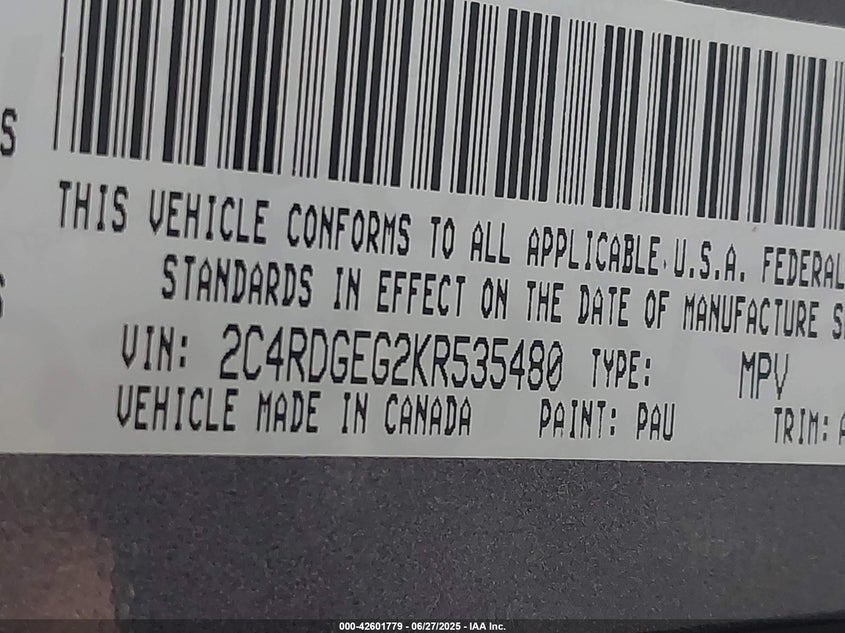 S
THIS VEHICLE CONFORMS TO ALL APPLICABLE U.S.A. FEDERAL
STANDARDS IN EFFECT ON THE DATE OF MANUFACTURE
S
VIN: 2C4RDGEG2KR535480 TYPE: MPV
VEHICLE MADE IN CANADA PAINT: PAU TRIM: A
000-42601779 - 06/27/2025 - IAA Inc.